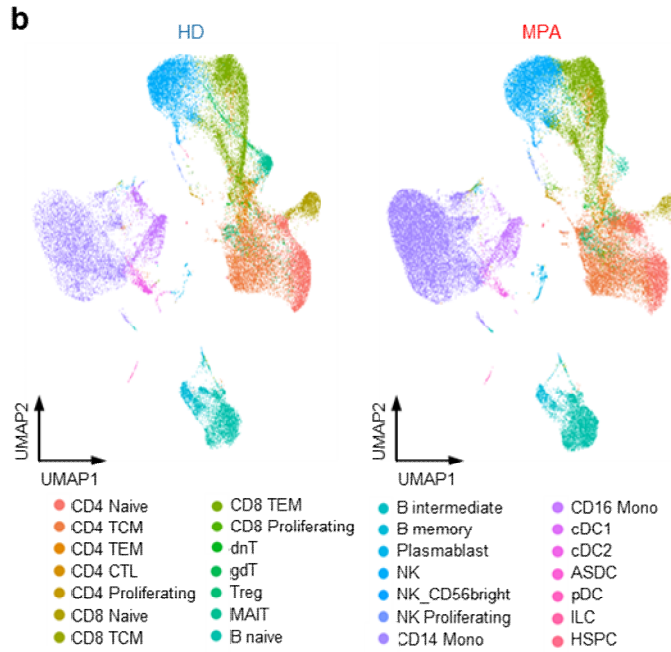 b
HD
MPA
UMAP2
UMAP1
UMAP2
UMAP1
CD4 Naive
CD4 TCM
CD4 TEM
CD4 CTL
CD4 Proliferating
CD8 Naive
CD8 TCM
CD8 TEM
CD8 Proliferating
dnT
gdT
Treg
MAIT
B naive
B intermediate
B memory
Plasmablast
NK
NK_CD56bright
NK Proliferating
CD14 Mono
CD16 Mono
cDC1
cDC2
ASDC
pDC
ILC
HSPC